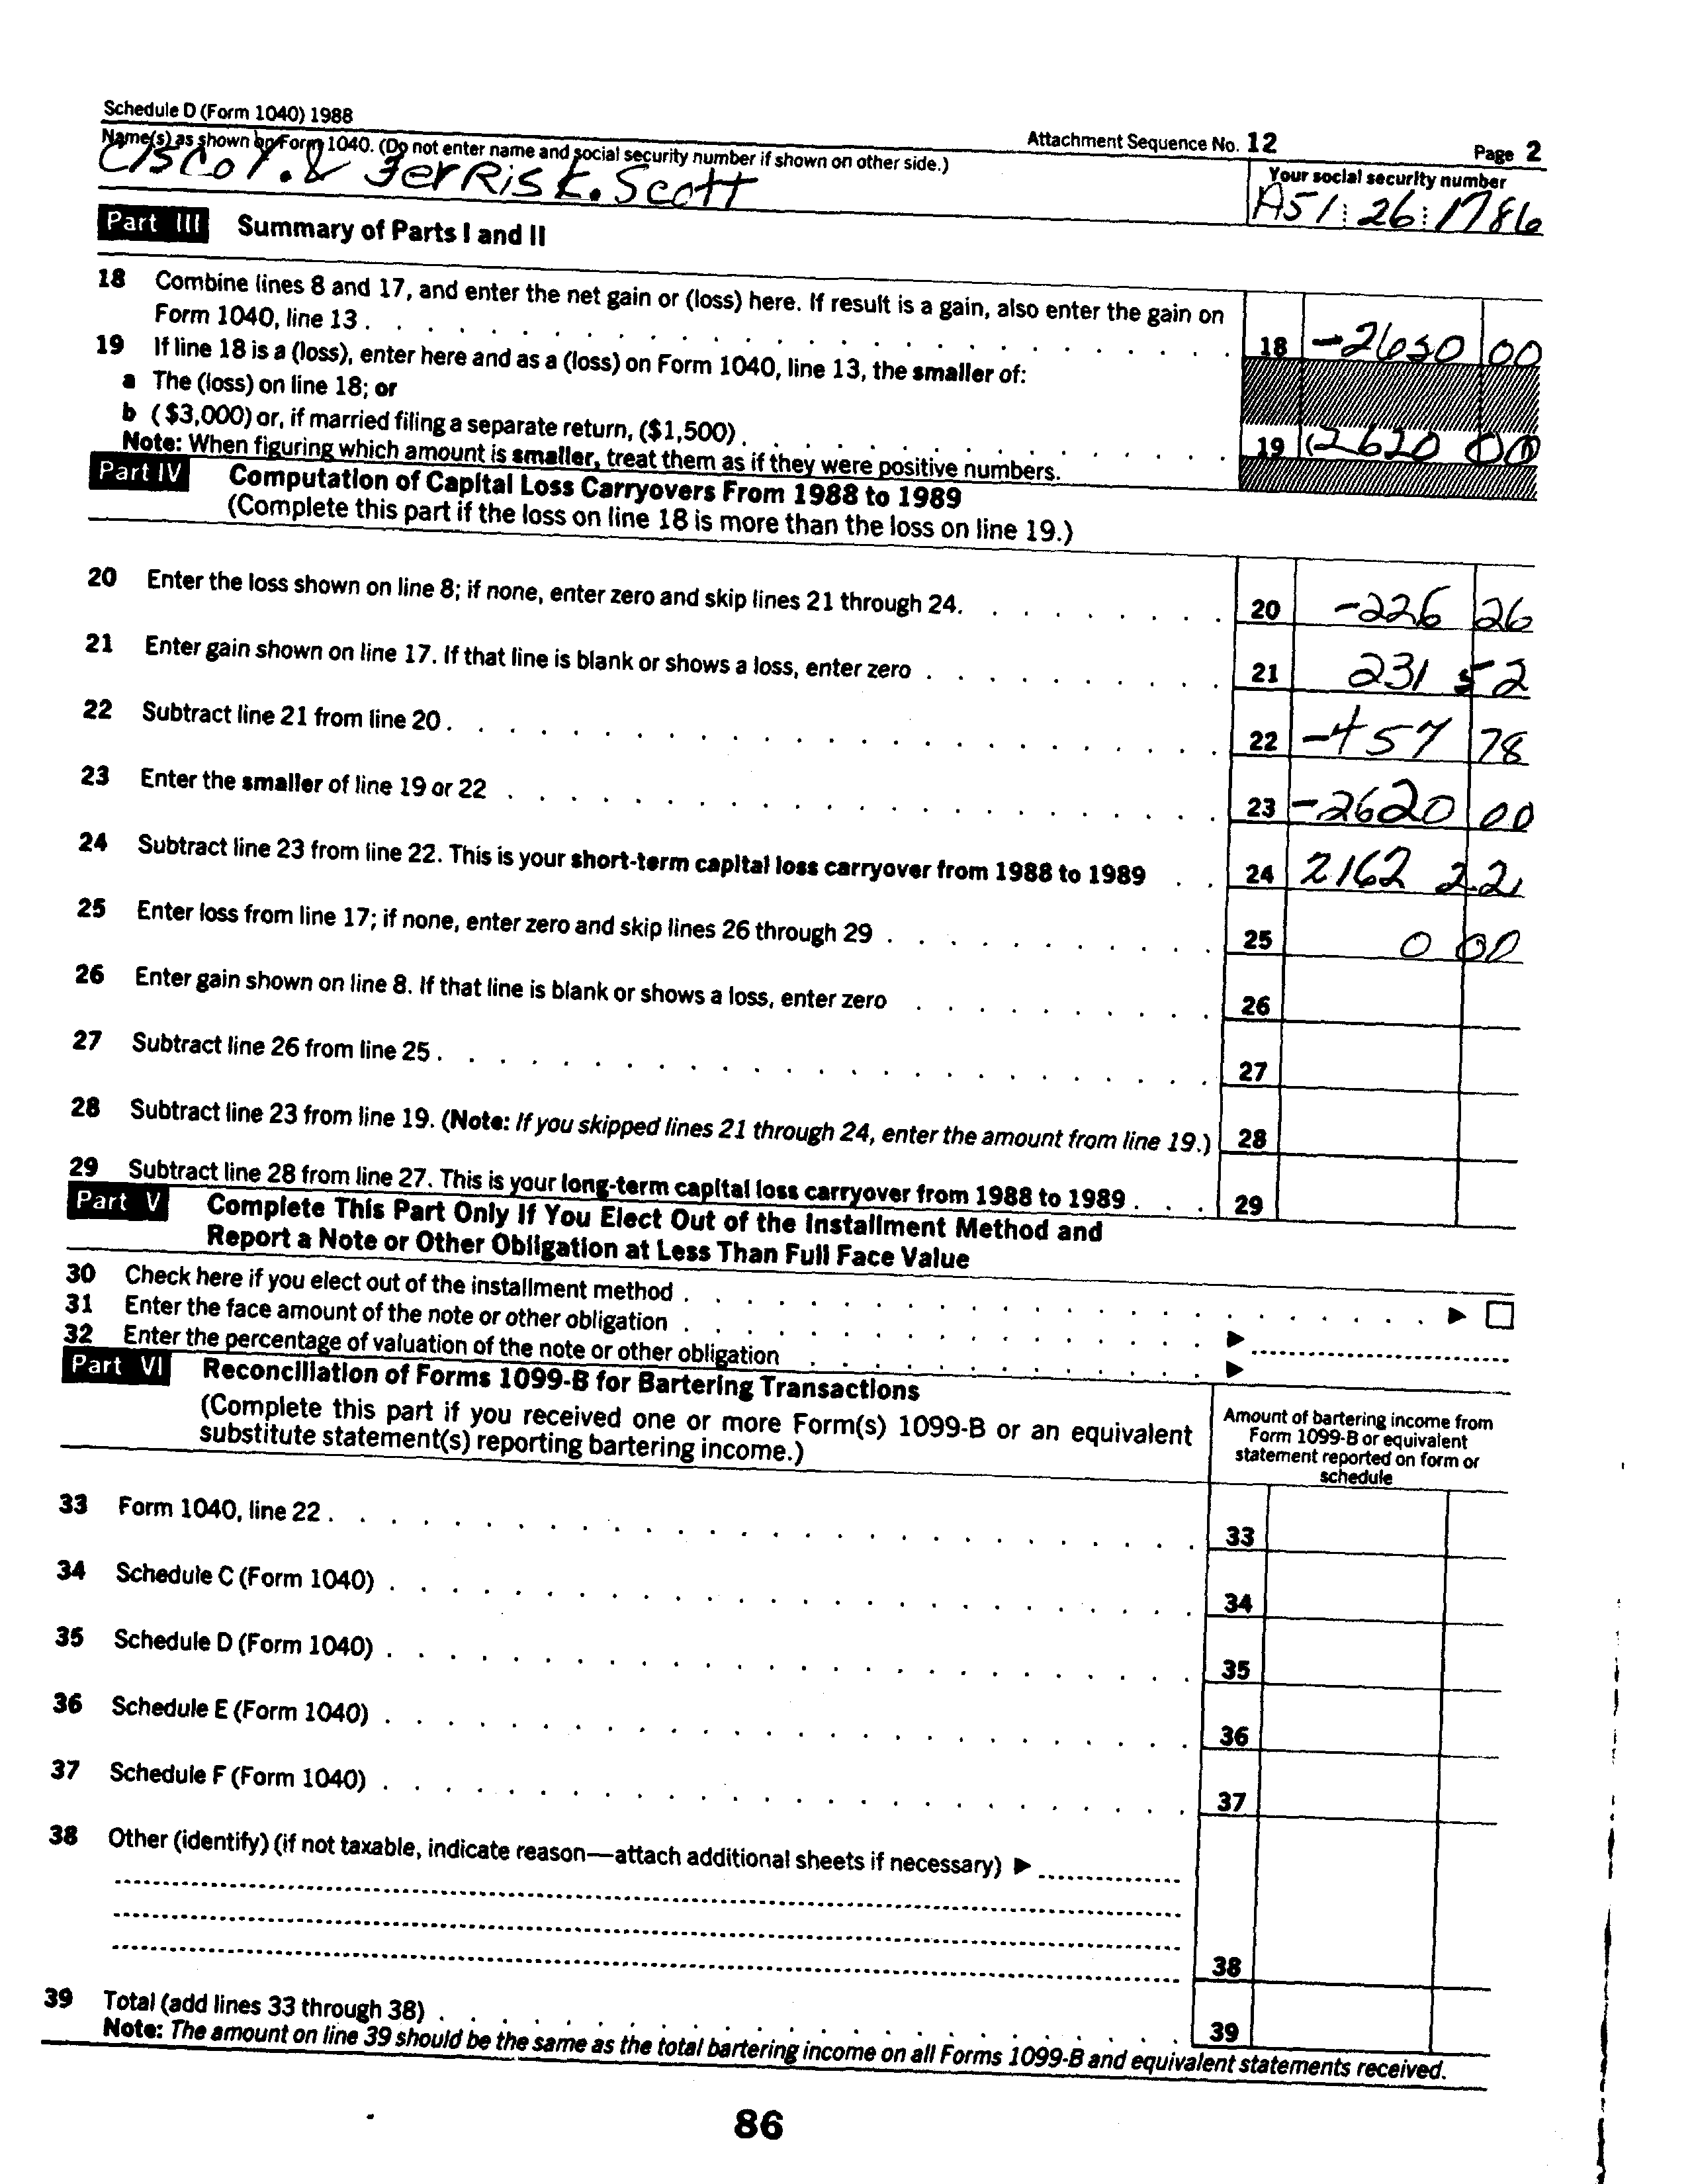 Schedule D (Form 1040) 1988
Attachment Sequence No. 12
Page 2
Name(s) as shown on Form 1040. (Do not enter name and social security number if shown on other side.)
Your social security number
Cisco Y. & Ferris K. Scott
A51 26 1786
Part III Summary of Parts I and II
18 Combine lines 8 and 17, and enter the net gain or (loss) here. If result is a gain, also enter the gain on
Form 1040, line 13 . . . 18 -2630 00
19 If line 18 is a (loss), enter here and as a (loss) on Form 1040, line 13, the smaller of:
a The (loss) on line 18; or
b ($3,000) or, if married filing a separate return, ($1,500) . . . 19 (2620 00
Note: When figuring which amount is smaller, treat them as if they were positive numbers.
Part IV Computation of Capital Loss Carryovers From 1988 to 1989
(Complete this part if the loss on line 18 is more than the loss on line 19.)
20 Enter the loss shown on line 8; if none, enter zero and skip lines 21 through 24. . . . 20 -226 26
21 Enter gain shown on line 17. If that line is blank or shows a loss, enter zero . . . 21 231 52
22 Subtract line 21 from line 20 . . . 22 -457 78
23 Enter the smaller of line 19 or 22 . . . 23 -2620 00
24 Subtract line 23 from line 22. This is your short-term capital loss carryover from 1988 to 1989 . . 24 2162 22
25 Enter loss from line 17; if none, enter zero and skip lines 26 through 29 . . . 25 0 00
26 Enter gain shown on line 8. If that line is blank or shows a loss, enter zero . . . 26
27 Subtract line 26 from line 25 . . . 27
28 Subtract line 23 from line 19. (Note: If you skipped lines 21 through 24, enter the amount from line 19.) 28
29 Subtract line 28 from line 27. This is your long-term capital loss carryover from 1988 to 1989 . . . 29
Part V Complete This Part Only If You Elect Out of the Installment Method and
Report a Note or Other Obligation at Less Than Full Face Value
30 Check here if you elect out of the installment method . . . ▶ ☐
31 Enter the face amount of the note or other obligation . . . ▶
32 Enter the percentage of valuation of the note or other obligation . . . ▶
Part VI Reconciliation of Forms 1099-B for Bartering Transactions
(Complete this part if you received one or more Form(s) 1099-B or an equivalent
substitute statement(s) reporting bartering income.)
Amount of bartering income from
Form 1099-B or equivalent
statement reported on form or
schedule
33 Form 1040, line 22 . . . 33
34 Schedule C (Form 1040) . . . 34
35 Schedule D (Form 1040) . . . 35
36 Schedule E (Form 1040) . . . 36
37 Schedule F (Form 1040) . . . 37
38 Other (identify) (if not taxable, indicate reason—attach additional sheets if necessary) ▶
38
39 Total (add lines 33 through 38) . . . 39
Note: The amount on line 39 should be the same as the total bartering income on all Forms 1099-B and equivalent statements received.
86